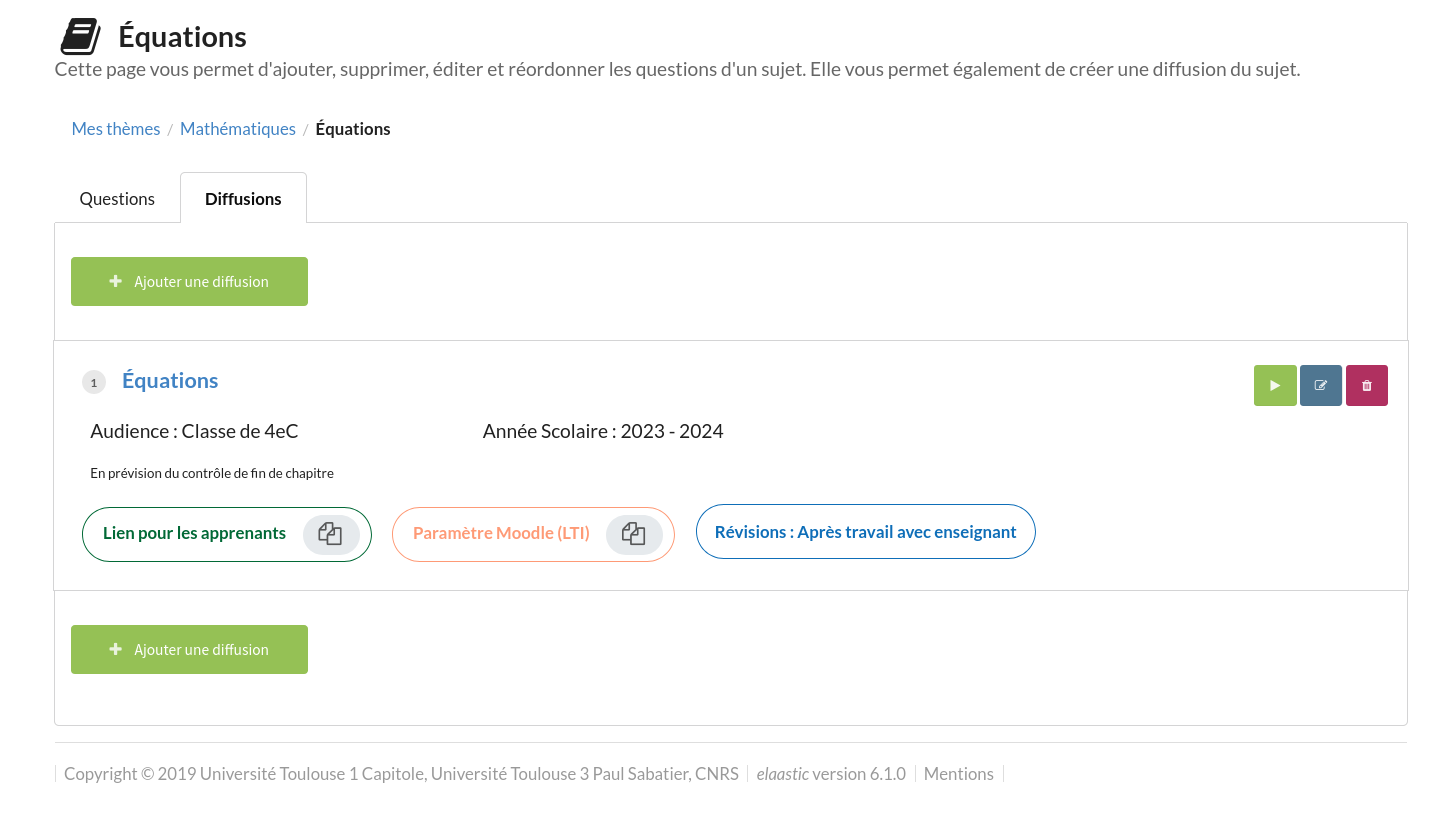 Équations
Cette page vous permet d'ajouter, supprimer, éditer et réordonner les questions d'un sujet. Elle vous permet également de créer une diffusion du sujet.
Mes thèmes / Mathématiques / Équations
Questions Diffusions
Ajouter une diffusion
1 Équations
Audience : Classe de 4eC Année Scolaire : 2023 - 2024
En prévision du contrôle de fin de chapitre
Lien pour les apprenants Paramètre Moodle (LTI) Révisions : Après travail avec enseignant
Ajouter une diffusion
Copyright © 2019 Université Toulouse 1 Capitole, Université Toulouse 3 Paul Sabatier, CNRS elaastic version 6.1.0 Mentions